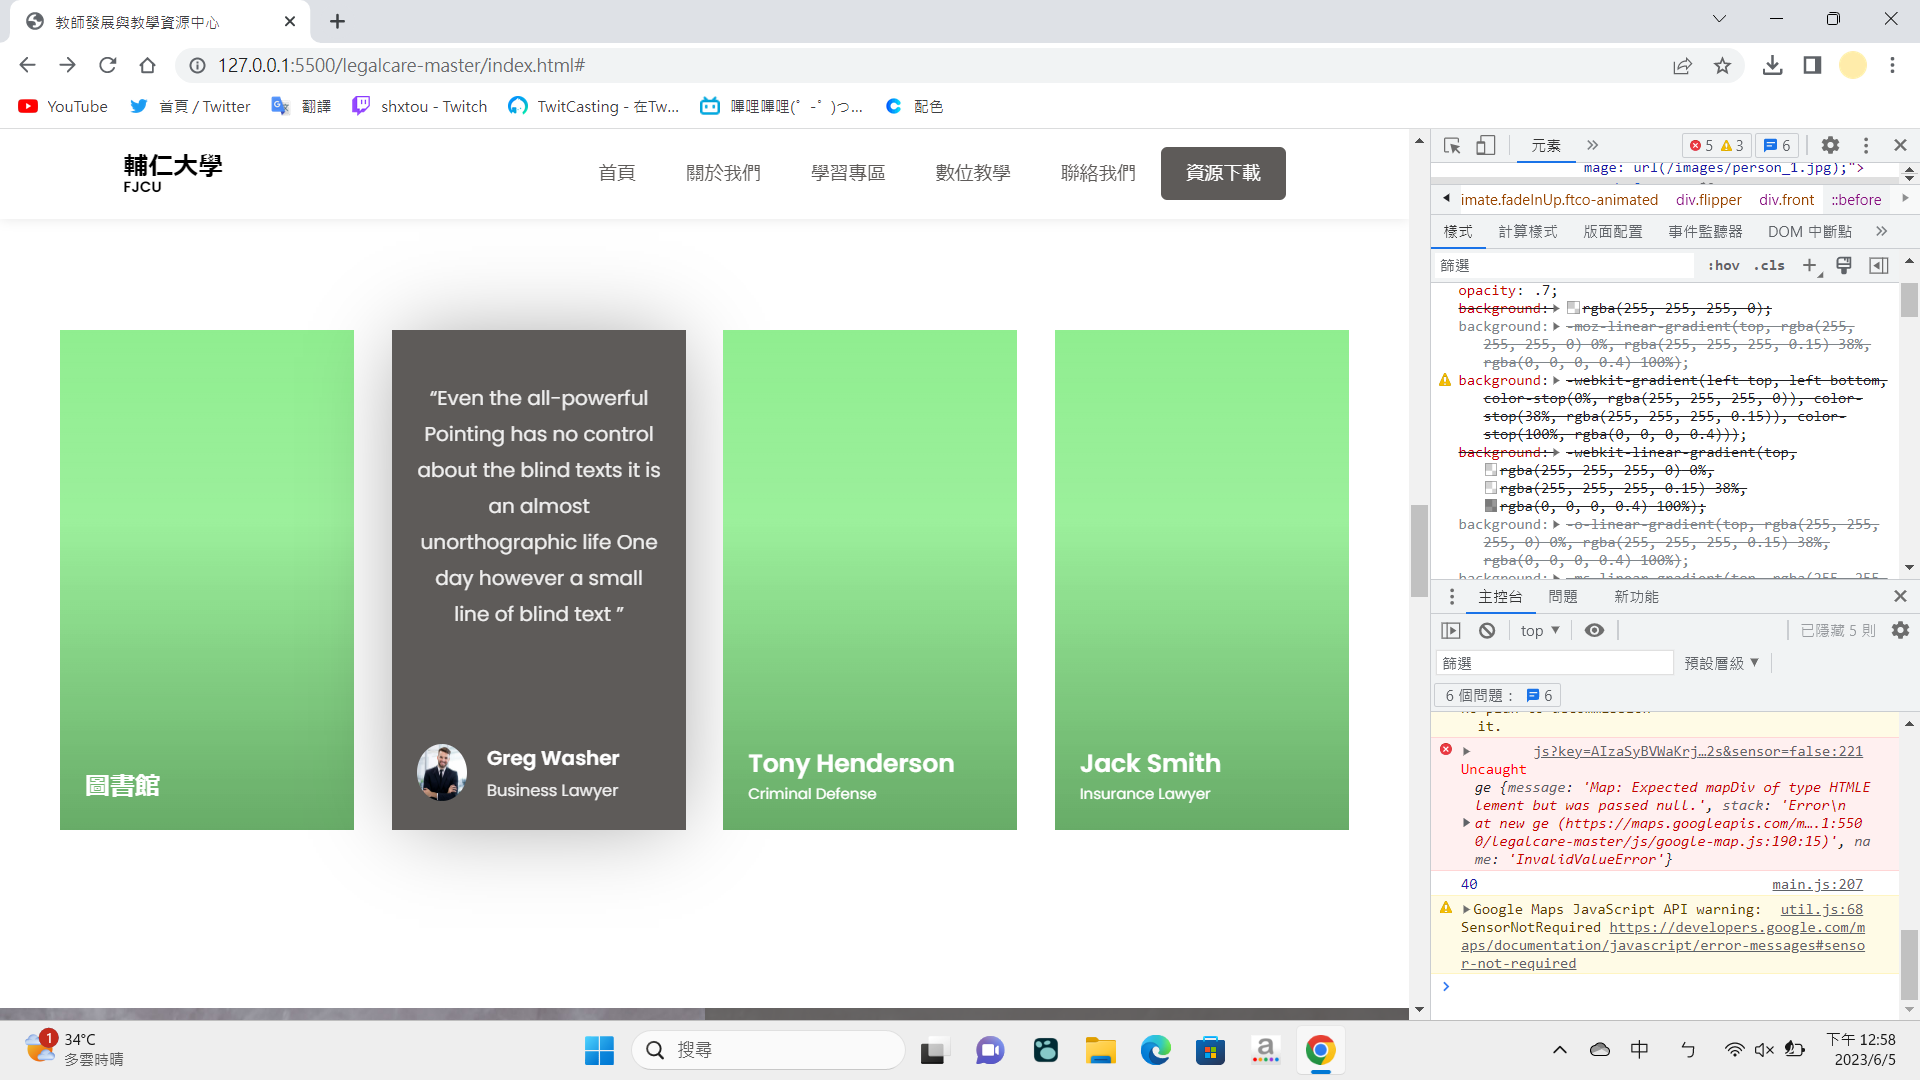 教師發展與教學資源中心
127.0.0.1:5500/legalcare-master/index.html#
YouTube
首頁 / Twitter
翻譯
shxtou - Twitch
TwitCasting - 在Tw...
嗶哩嗶哩(゜-゜)つ...
配色
輔仁大學
FJCU
首頁
關於我們
學習專區
數位教學
聯絡我們
資源下載
圖書館
“Even the all-powerful
Pointing has no control
about the blind texts it is
an almost
unorthographic life One
day however a small
line of blind text ”
Greg Washer
Business Lawyer
Tony Henderson
Criminal Defense
Jack Smith
Insurance Lawyer
元素
5
3
6
mage: url(/images/person_1.jpg);">
imate.fadeInUp.ftco-animated
div.flipper
div.front
::before
樣式
計算樣式
版面配置
事件監聽器
DOM 中斷點
篩選
:hov
.cls
opacity: .7;
background: rgba(255, 255, 255, 0);
background: -moz-linear-gradient(top, rgba(255,
255, 255, 0) 0%, rgba(255, 255, 255, 0.15) 38%,
rgba(0, 0, 0, 0.4) 100%);
background: -webkit-gradient(left top, left bottom,
color-stop(0%, rgba(255, 255, 255, 0)), color-
stop(38%, rgba(255, 255, 255, 0.15)), color-
stop(100%, rgba(0, 0, 0, 0.4)));
background: -webkit-linear-gradient(top,
rgba(255, 255, 255, 0) 0%,
rgba(255, 255, 255, 0.15) 38%,
rgba(0, 0, 0, 0.4) 100%);
background: -o-linear-gradient(top, rgba(255, 255,
255, 0) 0%, rgba(255, 255, 255, 0.15) 38%,
rgba(0, 0, 0, 0.4) 100%);
background: -ms-linear-gradient(top, rgba(255, 255,
主控台
問題
新功能
top
已隱藏 5 則
篩選
預設層級
6 個問題：
6
it.
js?key=AIzaSyBVWaKrj…2s&sensor=false:221
Uncaught
ge {message: 'Map: Expected mapDiv of type HTMLE
lement but was passed null.', stack: 'Error\n
at new ge (https://maps.googleapis.com/m….1:550
0/legalcare-master/js/google-map.js:190:15)', na
me: 'InvalidValueError'}
40
main.js:207
Google Maps JavaScript API warning:
util.js:68
SensorNotRequired https://developers.google.com/m
aps/documentation/javascript/error-messages#senso
r-not-required
1
34°C
多雲時晴
搜尋
中
ㄅ
下午 12:58
2023/6/5